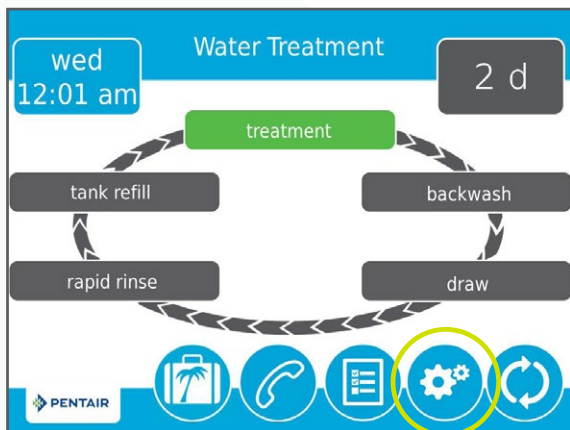 wed
12:01 am
Water Treatment
2 d
treatment
tank refill
backwash
rapid rinse
draw
PENTAIR